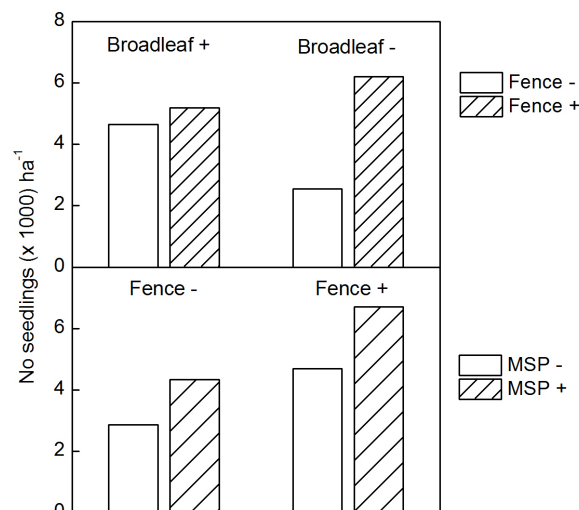 No seedlings (x 1000) ha⁻¹
8
6
4
2
0
Broadleaf +
Broadleaf -
Fence -
Fence +
6
4
2
0
Fence -
Fence +
MSP -
MSP +